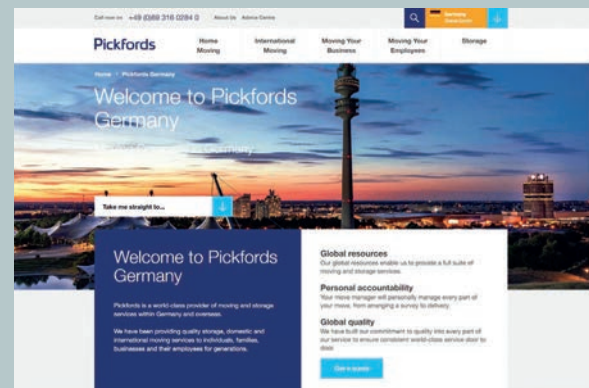 Call now on +49 (0)89 316 0284 0 About Us Advice Centre
Germany
Pickfords
Home Moving
International Moving
Moving Your Business
Moving Your Employees
Storage
Home Pickfords Germany
Welcome to Pickfords
Germany
Germany
Take me straight to...
Welcome to Pickfords
Germany
Pickfords is a world-class provider of moving and storage
services within Germany and overseas.
We have been providing quality storage, domestic and
international moving services to individuals, families,
businesses and their employees for generations.
Global resources
Our global resources enable us to provide a full suite of
moving and storage services.
Personal accountability
Your move manager will personally manage every part of
your move, from arranging a survey to delivery.
Global quality
We have built our commitment to quality into every part of
our service to ensure consistent world-class service door to
door.